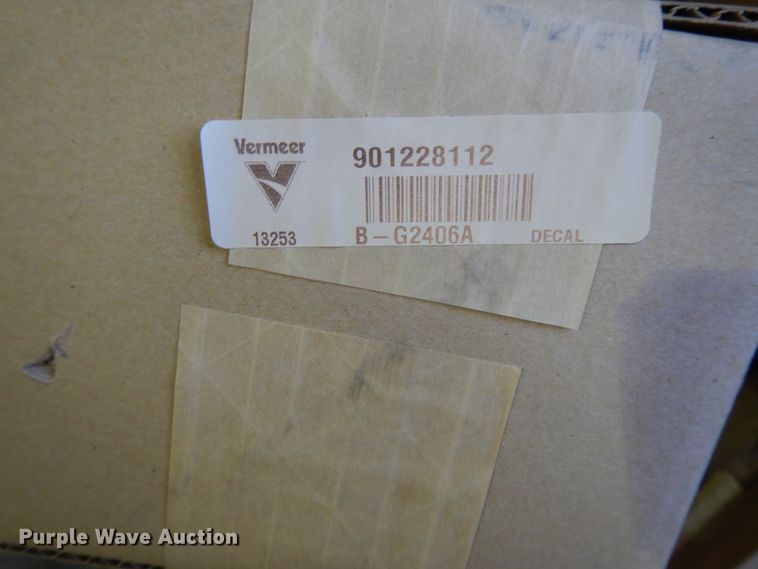 Vermeer
901228112
13253
B-G2406A
DECAL
Purple Wave Auction